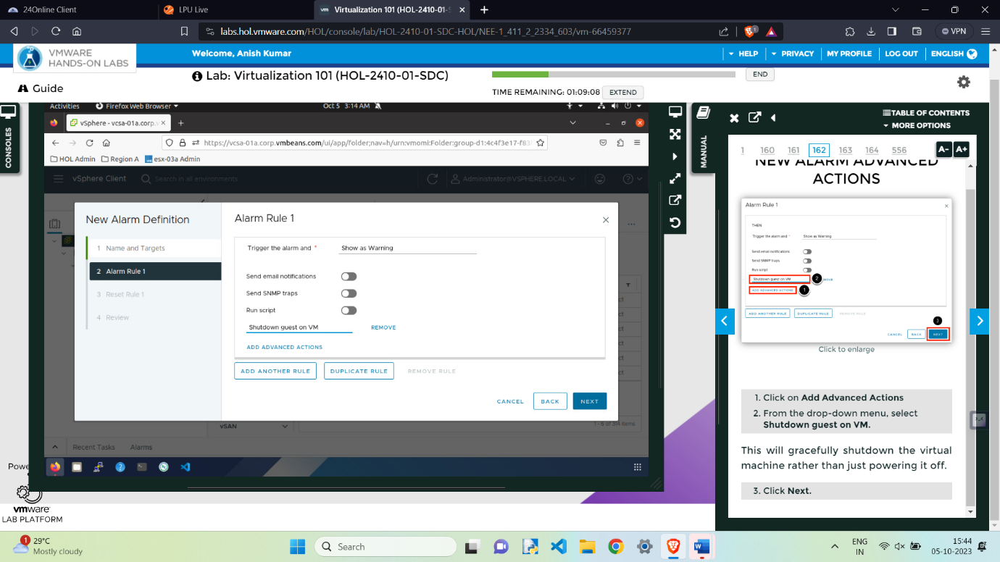 24Online Client
LPU Live
vm Virtualization 101 (HOL-2410-01-S
labs.hol.vmware.com/HOL/console/lab/HOL-2410-01-SDC-HOL/NEE-1_411_2_2334_603/vm-66459377
1
VPN
VMWARE
HANDS-ON LABS
Welcome, Anish Kumar
HELP
PRIVACY
MY PROFILE
LOG OUT
ENGLISH
Lab: Virtualization 101 (HOL-2410-01-SDC)
END
Guide
TIME REMAINING: 01:09:08
EXTEND
CONSOLES
Activities
Firefox Web Browser
Oct 5 3:14 AM
vSphere - vcsa-01a.corp.v
https://vcsa-01a.corp.vmbeans.com/ui/app/folder;nav=h/urn:vmomi:Folder:group-d1:4c4f3e17-f83
HOL Admin
Region A
esx-03a Admin
vSphere Client
Search in all environments
Administrator@VSPHERE.LOCAL
New Alarm Definition
1 Name and Targets
2 Alarm Rule 1
3 Reset Rule 1
4 Review
Alarm Rule 1
Trigger the alarm and *
Show as Warning
Send email notifications
Send SNMP traps
Run script
Shutdown guest on VM
REMOVE
ADD ADVANCED ACTIONS
ADD ANOTHER RULE
DUPLICATE RULE
REMOVE RULE
CANCEL
BACK
NEXT
vSAN
Recent Tasks
Alarms
MANUAL
TABLE OF CONTENTS
MORE OPTIONS
1
160
161
162
163
164
556
A-
A+
NEW ALARM ADVANCED
ACTIONS
Alarm Rule 1
THEN
Trigger the alarm and *
Show as Warning
Send email notifications
Send SNMP traps
Run script
Shutdown guest on VM
2
ADD ADVANCED ACTIONS
1
ADD ANOTHER RULE
DUPLICATE RULE
REMOVE RULE
3
CANCEL
BACK
NEXT
Click to enlarge
1. Click on Add Advanced Actions
2. From the drop-down menu, select
Shutdown guest on VM.
This will gracefully shutdown the virtual
machine rather than just powering it off.
3. Click Next.
Powe
vmware
LAB PLATFORM
1
29°C
Mostly cloudy
Search
ENG
IN
15:44
05-10-2023